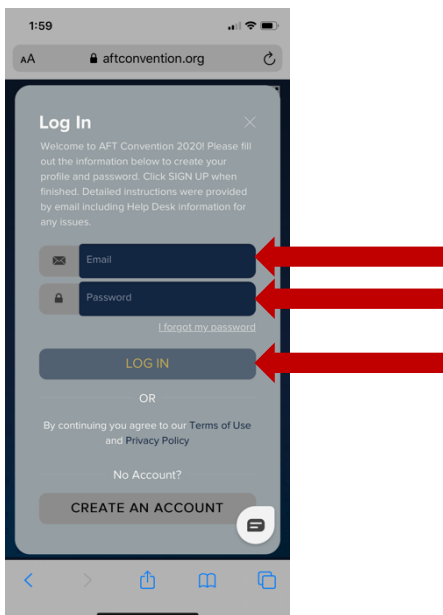 1:59
AA aftconvention.org
Log In
Welcome to AFT Convention 2020! Please fill
out the information below to create your
profile and password. Click SIGN UP when
finished. Detailed instructions were provided
by email including Help Desk information for
any issues.
Email
Password
I forgot my password
LOG IN
OR
By continuing you agree to our Terms of Use
and Privacy Policy
No Account?
CREATE AN ACCOUNT